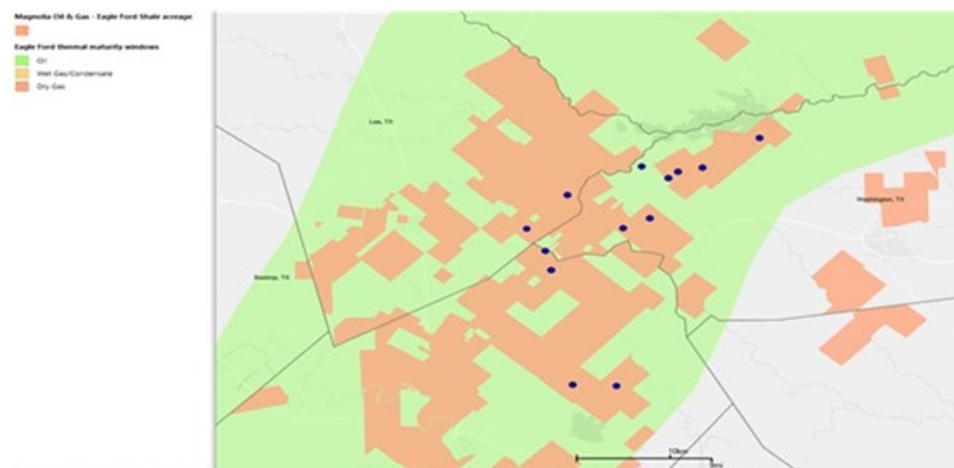 Magnolia Oil & Gas - Eagle Ford Shale acreage
Eagle Ford thermal maturity windows
Oil
Wet Gas/Condensate
Dry Gas
Lee, TX
Washington, TX
Bastrop, TX
10km
5mi